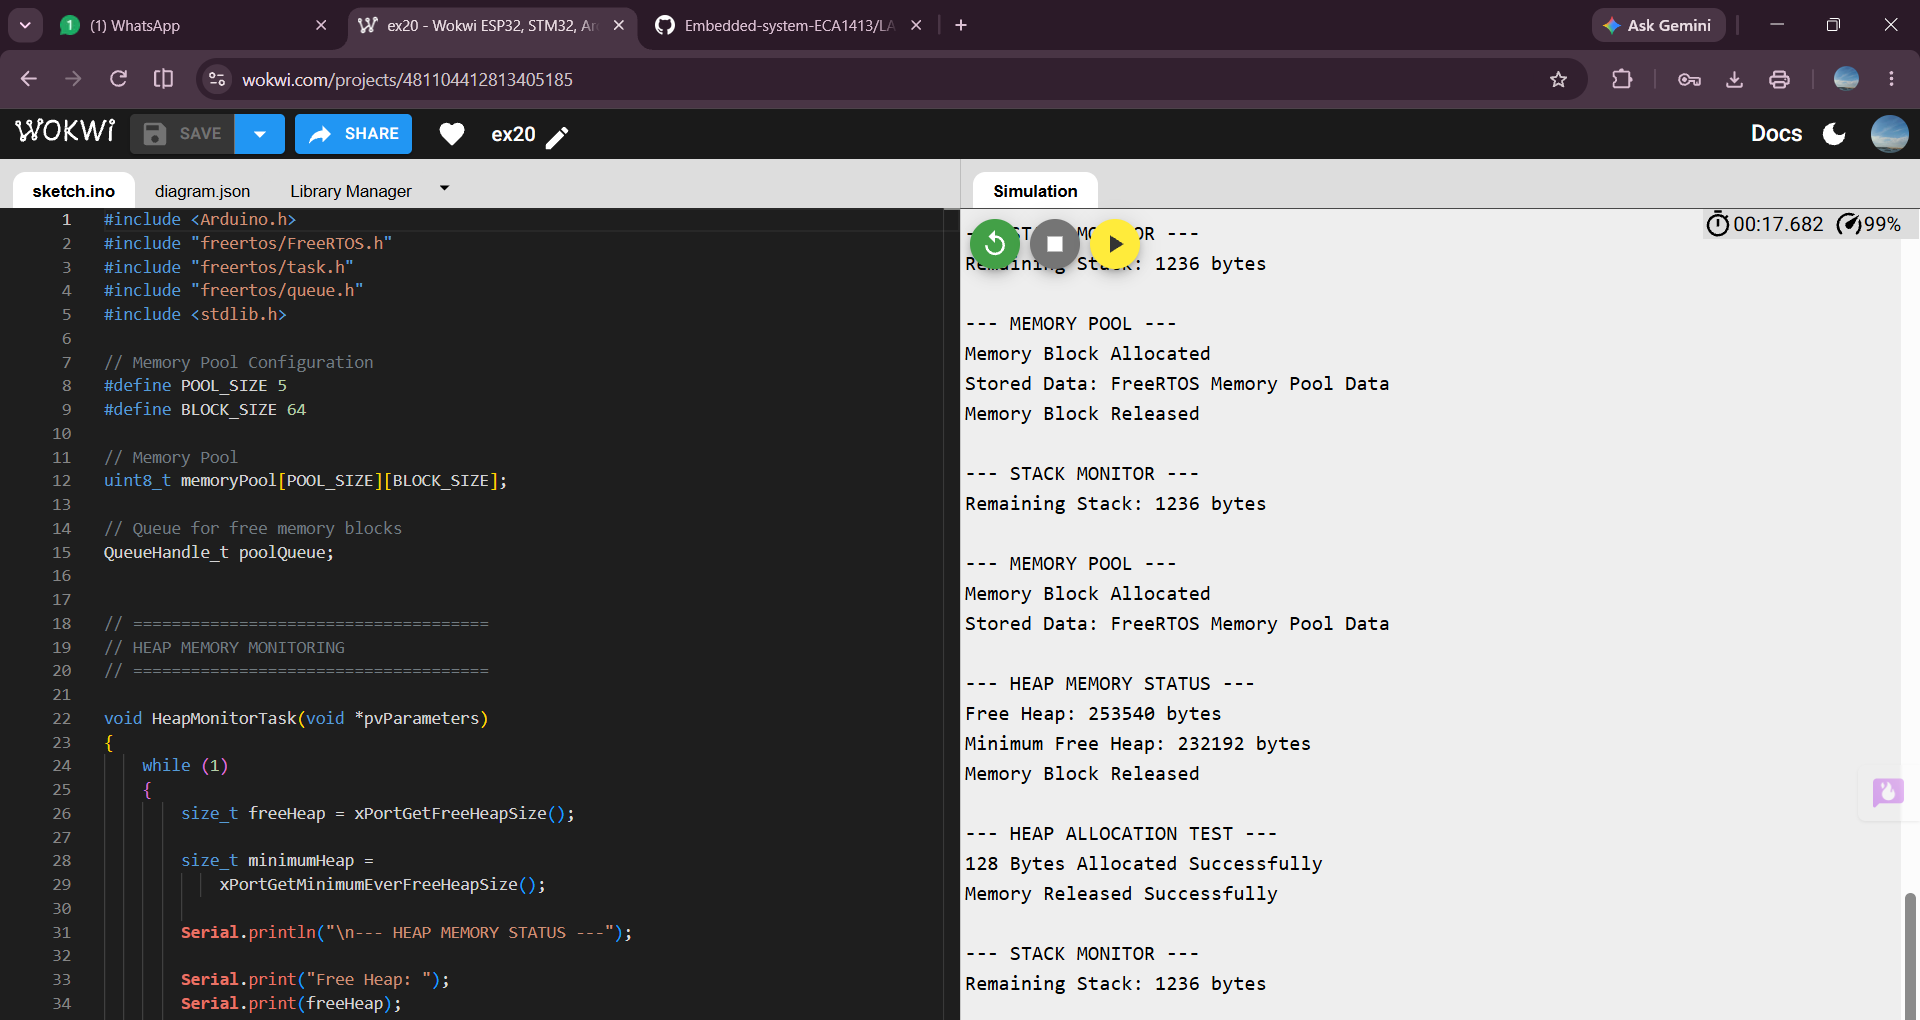 (1) WhatsApp
ex20 - Wokwi ESP32, STM32, Ar
Embedded-system-ECA1413/LA
Ask Gemini
wokwi.com/projects/481104412813405185
WOKWI
SAVE
SHARE
ex20
Docs
sketch.ino
diagram.json
Library Manager
1 #include <Arduino.h>
2 #include "freertos/FreeRTOS.h"
3 #include "freertos/task.h"
4 #include "freertos/queue.h"
5 #include <stdlib.h>
6
7 // Memory Pool Configuration
8 #define POOL_SIZE 5
9 #define BLOCK_SIZE 64
10
11 // Memory Pool
12 uint8_t memoryPool[POOL_SIZE][BLOCK_SIZE];
13
14 // Queue for free memory blocks
15 QueueHandle_t poolQueue;
16
17
18 // =====================================
19 // HEAP MEMORY MONITORING
20 // =====================================
21
22 void HeapMonitorTask(void *pvParameters)
23 {
24 while (1)
25 {
26 size_t freeHeap = xPortGetFreeHeapSize();
27
28 size_t minimumHeap =
29 xPortGetMinimumEverFreeHeapSize();
30
31 Serial.println("\n--- HEAP MEMORY STATUS ---");
32
33 Serial.print("Free Heap: ");
34 Serial.print(freeHeap);
Simulation
00:17.682
99%
Remaining Stack: 1236 bytes
--- MEMORY POOL ---
Memory Block Allocated
Stored Data: FreeRTOS Memory Pool Data
Memory Block Released
--- STACK MONITOR ---
Remaining Stack: 1236 bytes
--- MEMORY POOL ---
Memory Block Allocated
Stored Data: FreeRTOS Memory Pool Data
--- HEAP MEMORY STATUS ---
Free Heap: 253540 bytes
Minimum Free Heap: 232192 bytes
Memory Block Released
--- HEAP ALLOCATION TEST ---
128 Bytes Allocated Successfully
Memory Released Successfully
--- STACK MONITOR ---
Remaining Stack: 1236 bytes